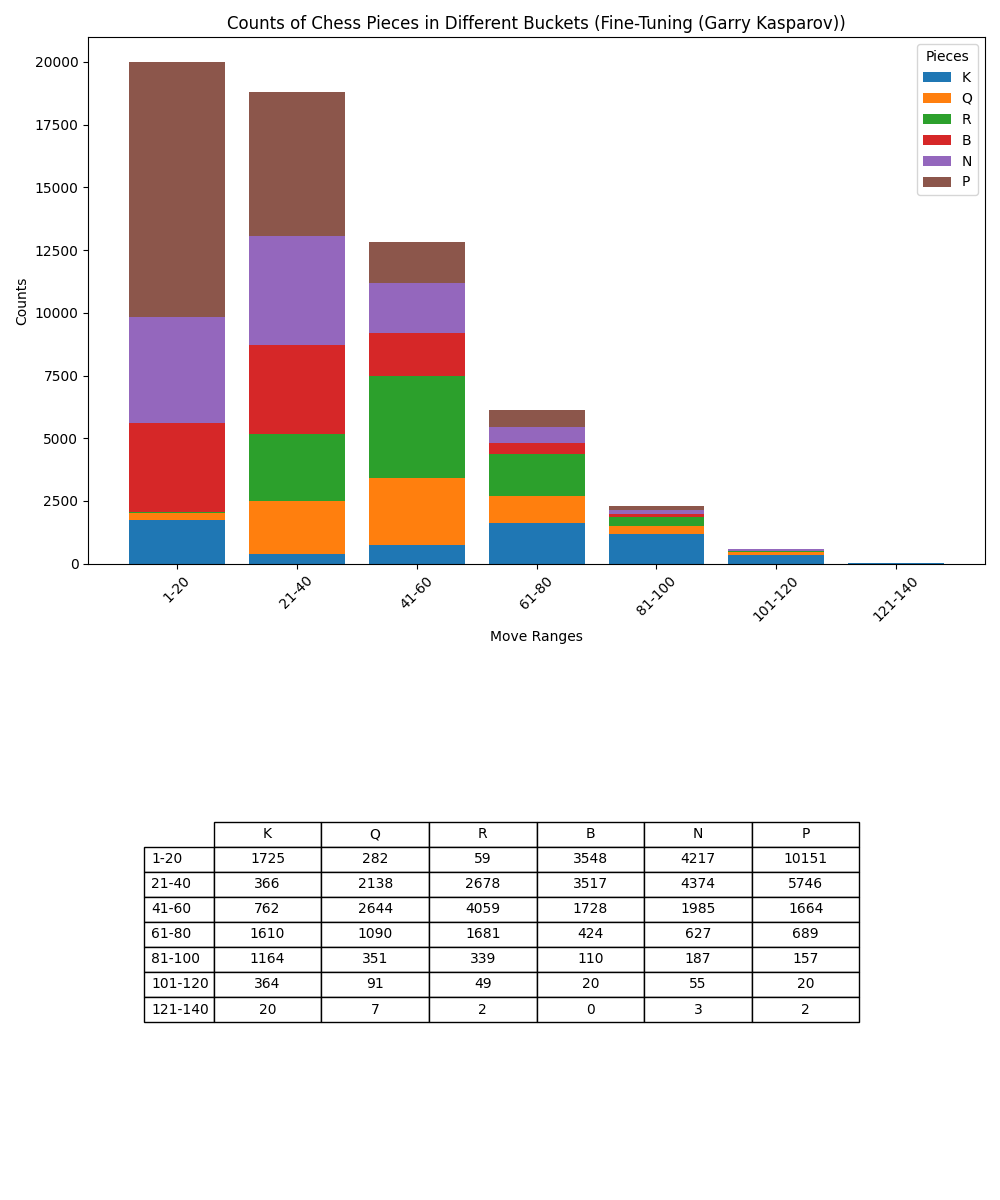 Counts of Chess Pieces in Different Buckets (Fine-Tuning (Garry Kasparov))
Pieces
K
Q
R
B
N
P
Counts
20000
17500
15000
12500
10000
7500
5000
2500
0
1-20 21-40 41-60 61-80 81-100 101-120 121-140
Move Ranges
K Q R B N P
1-20 1725 282 59 3548 4217 10151
21-40 366 2138 2678 3517 4374 5746
41-60 762 2644 4059 1728 1985 1664
61-80 1610 1090 1681 424 627 689
81-100 1164 351 339 110 187 157
101-120 364 91 49 20 55 20
121-140 20 7 2 0 3 2